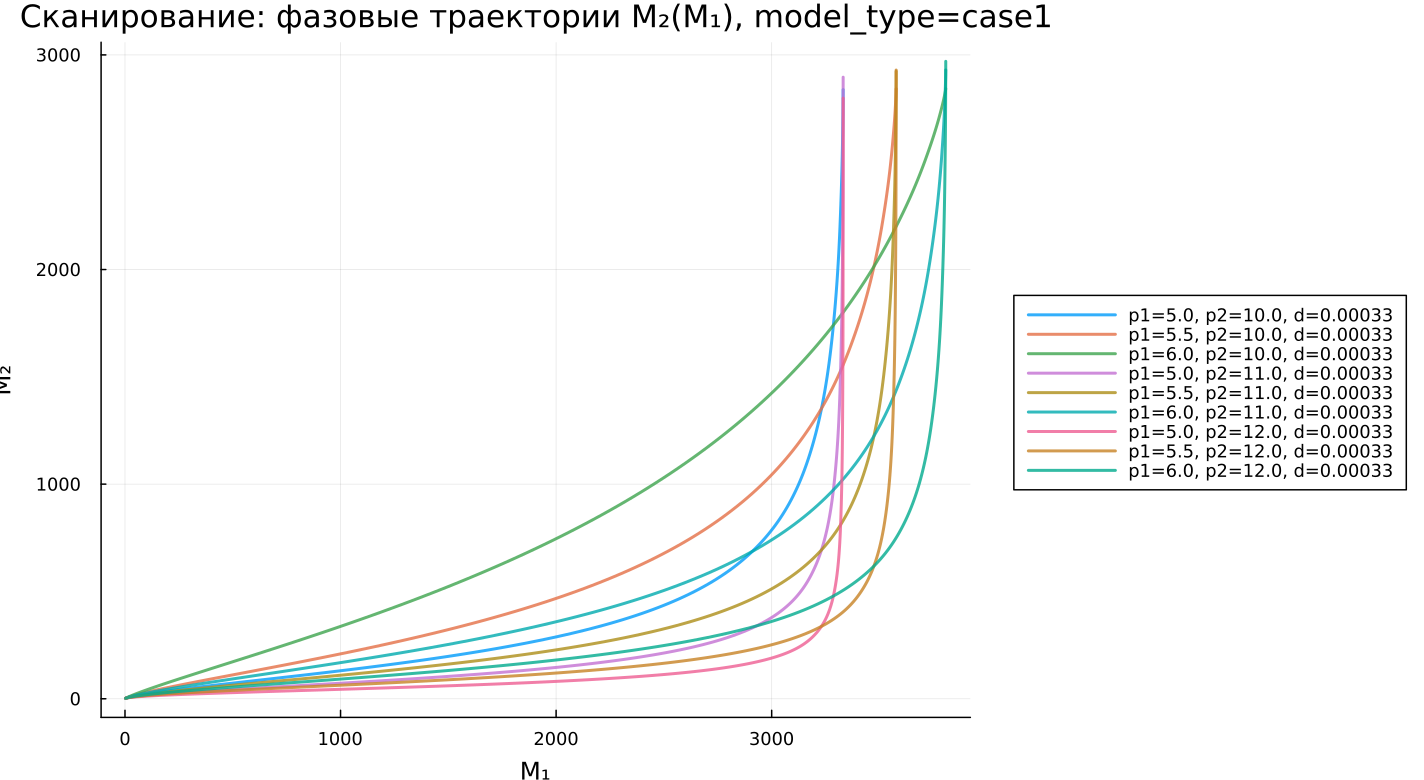 Сканирование: фазовые траектории M₂(M₁), model_type=case1
3000
2000
1000
0
M₂
0
1000
2000
3000
M₁
p1=5.0, p2=10.0, d=0.00033
p1=5.5, p2=10.0, d=0.00033
p1=6.0, p2=10.0, d=0.00033
p1=5.0, p2=11.0, d=0.00033
p1=5.5, p2=11.0, d=0.00033
p1=6.0, p2=11.0, d=0.00033
p1=5.0, p2=12.0, d=0.00033
p1=5.5, p2=12.0, d=0.00033
p1=6.0, p2=12.0, d=0.00033